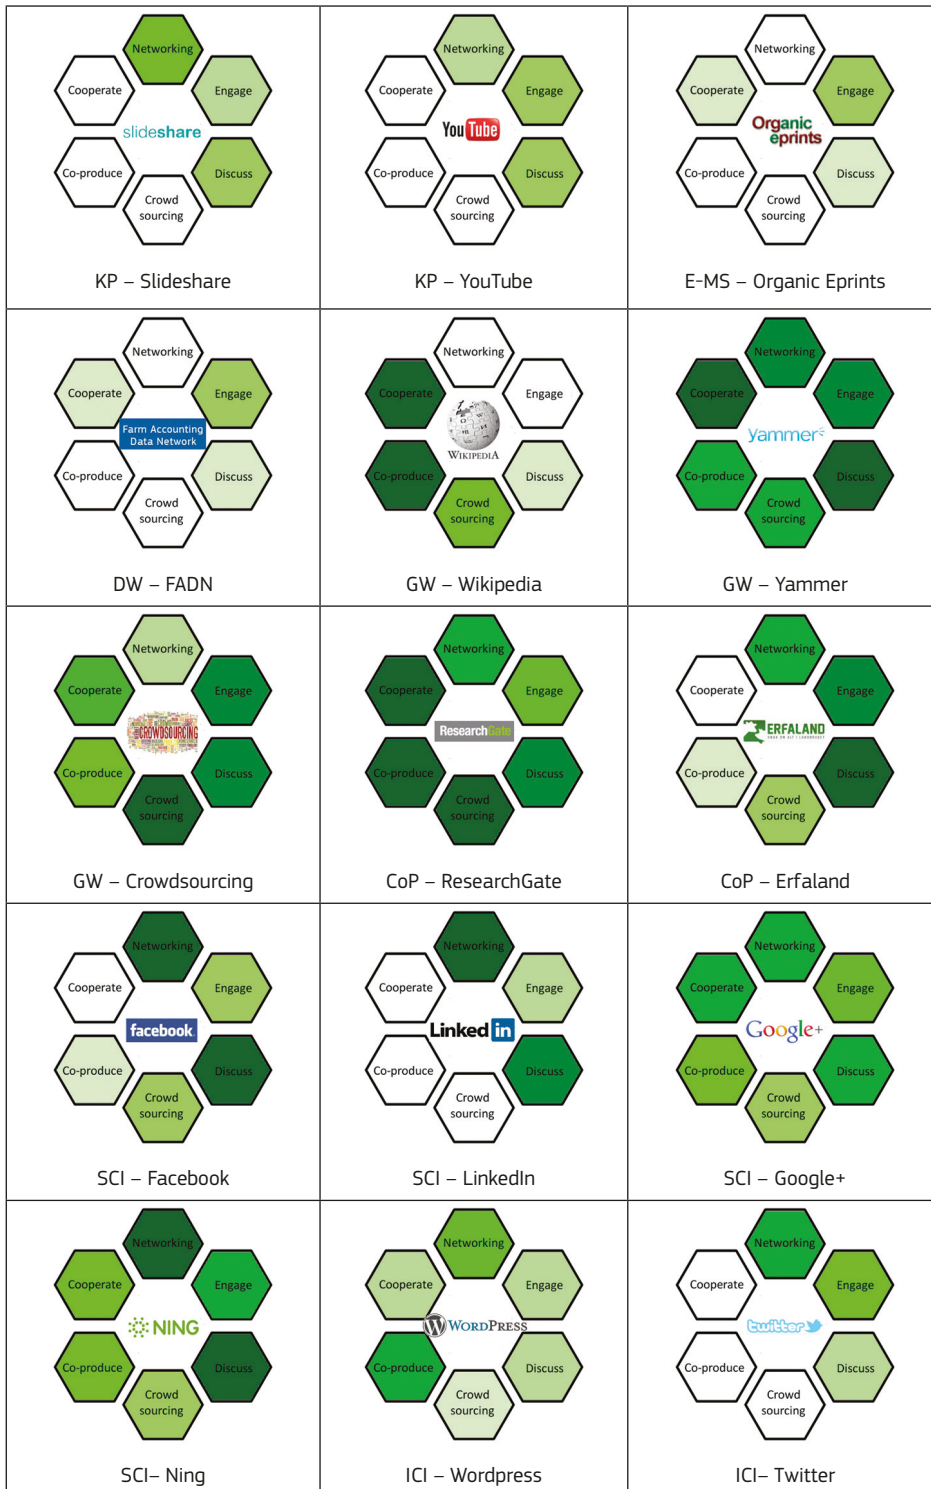 Networking
Cooperate
Engage
slideshare
Co-produce
Discuss
Crowd
sourcing
KP – Slideshare
Networking
Cooperate
Engage
YouTube
Co-produce
Discuss
Crowd
sourcing
KP – YouTube
Networking
Cooperate
Engage
Organic
eprints
Co-produce
Discuss
Crowd
sourcing
E-MS – Organic Eprints
Networking
Cooperate
Engage
Farm Accounting
Data Network
Co-produce
Discuss
Crowd
sourcing
DW – FADN
Networking
Cooperate
Engage
WIKIPEDIA
Co-produce
Discuss
Crowd
sourcing
GW – Wikipedia
Networking
Cooperate
Engage
yammer
Co-produce
Discuss
Crowd
sourcing
GW – Yammer
Networking
Cooperate
Engage
CROWDSOURCING
Co-produce
Discuss
Crowd
sourcing
GW – Crowdsourcing
Networking
Cooperate
Engage
ResearchGate
Co-produce
Discuss
Crowd
sourcing
CoP – ResearchGate
Networking
Cooperate
Engage
ERFALAND
Co-produce
Discuss
Crowd
sourcing
CoP – Erfaland
Networking
Cooperate
Engage
facebook
Co-produce
Discuss
Crowd
sourcing
SCI – Facebook
Networking
Cooperate
Engage
Linked in
Co-produce
Discuss
Crowd
sourcing
SCI – LinkedIn
Networking
Cooperate
Engage
Google+
Co-produce
Discuss
Crowd
sourcing
SCI – Google+
Networking
Cooperate
Engage
NING
Co-produce
Discuss
Crowd
sourcing
SCI– Ning
Networking
Cooperate
Engage
WORDPRESS
Co-produce
Discuss
Crowd
sourcing
ICI – Wordpress
Networking
Cooperate
Engage
twitter
Co-produce
Discuss
Crowd
sourcing
ICI– Twitter